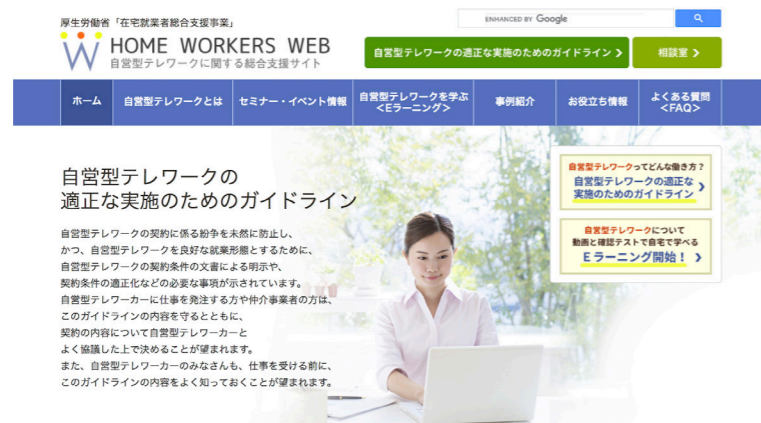 厚生労働省「在宅就業者総合支援事業」
ENHANCED BY Google
HOME WORKERS WEB
自営型テレワークに関する総合支援サイト
自営型テレワークの適正な実施のためのガイドライン
相談室
ホーム
自営型テレワークとは
セミナー・イベント情報
自営型テレワークを学ぶ
<Eラーニング>
事例紹介
お役立ち情報
よくある質問
<FAQ>
自営型テレワークの
適正な実施のためのガイドライン
自営型テレワークの契約に係る紛争を未然に防止し、
かつ、自営型テレワークを良好な就業形態とするために、
自営型テレワークの契約条件の文書による明示や、
契約条件の適正化などの必要な事項が示されています。
自営型テレワーカーに仕事を発注する方や仲介事業者の方は、
このガイドラインの内容を守るとともに、
契約の内容について自営型テレワーカーと
よく協議した上で決めることが望まれます。
また、自営型テレワーカーのみなさんも、仕事を受ける前に、
このガイドラインの内容をよく知っておくことが望まれます。
自営型テレワークってどんな働き方？
自営型テレワークの適正な
実施のためのガイドライン
自営型テレワークについて
動画と確認テストで自宅で学べる
Eラーニング開始！